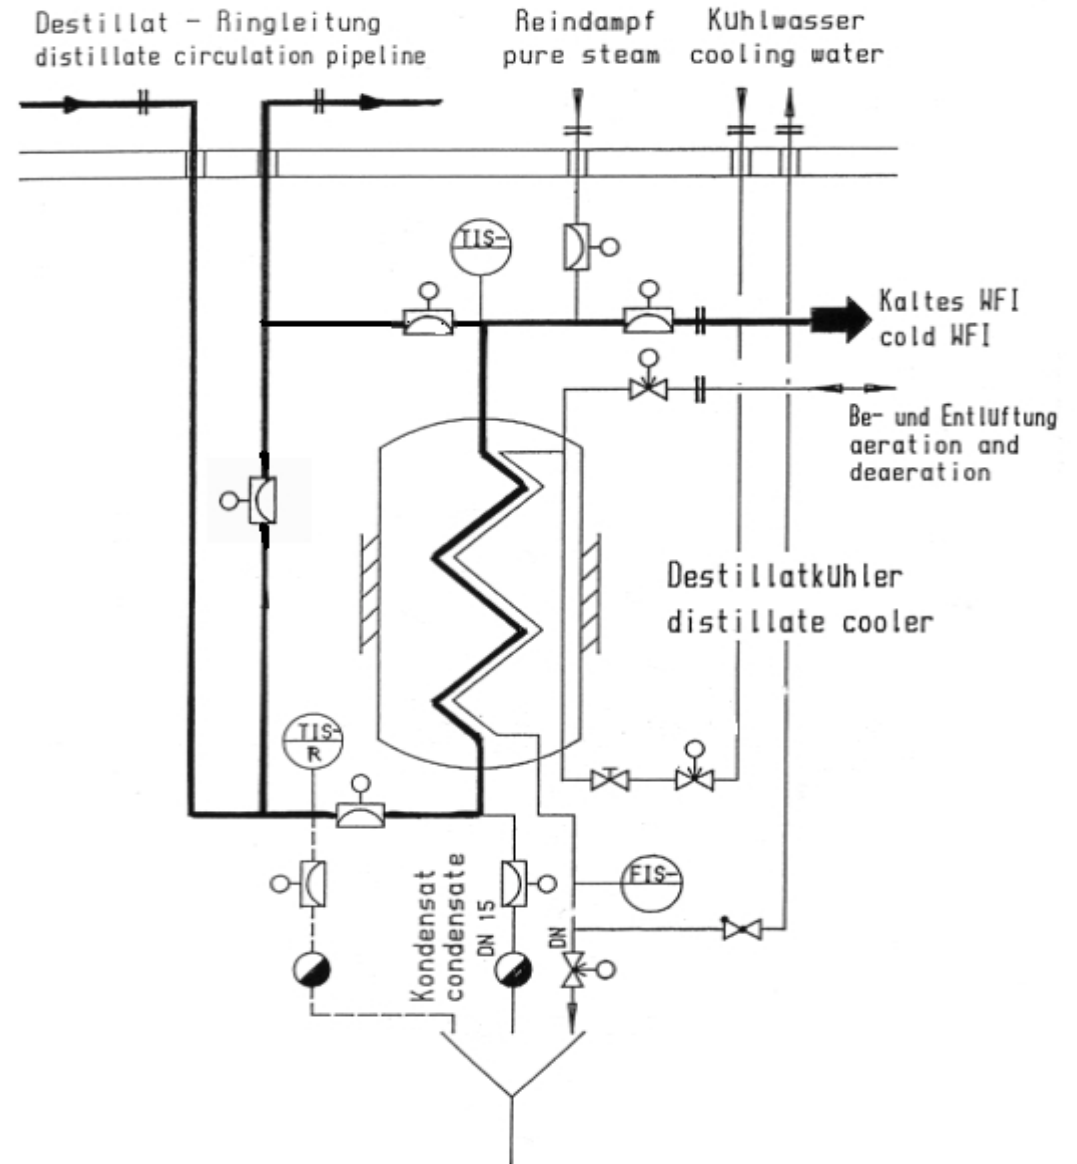 Destillat - Ringleitung
distillate circulation pipeline
Reindampf
pure steam
Kühlwasser
cooling water
TIS-
Kaltes WFI
cold WFI
Be- und Entlüftung
aeration and
deaeration
Destillatkühler
distillate cooler
TIS-
R
Kondensat
condensate
DN 15
FIS-
DN